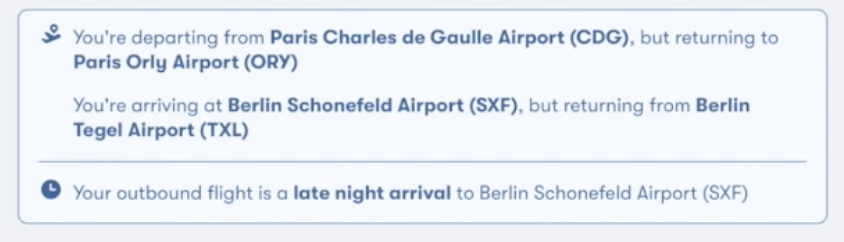 You're departing from Paris Charles de Gaulle Airport (CDG), but returning to
Paris Orly Airport (ORY)
You're arriving at Berlin Schonefeld Airport (SXF), but returning from Berlin
Tegel Airport (TXL)
Your outbound flight is a late night arrival to Berlin Schonefeld Airport (SXF)